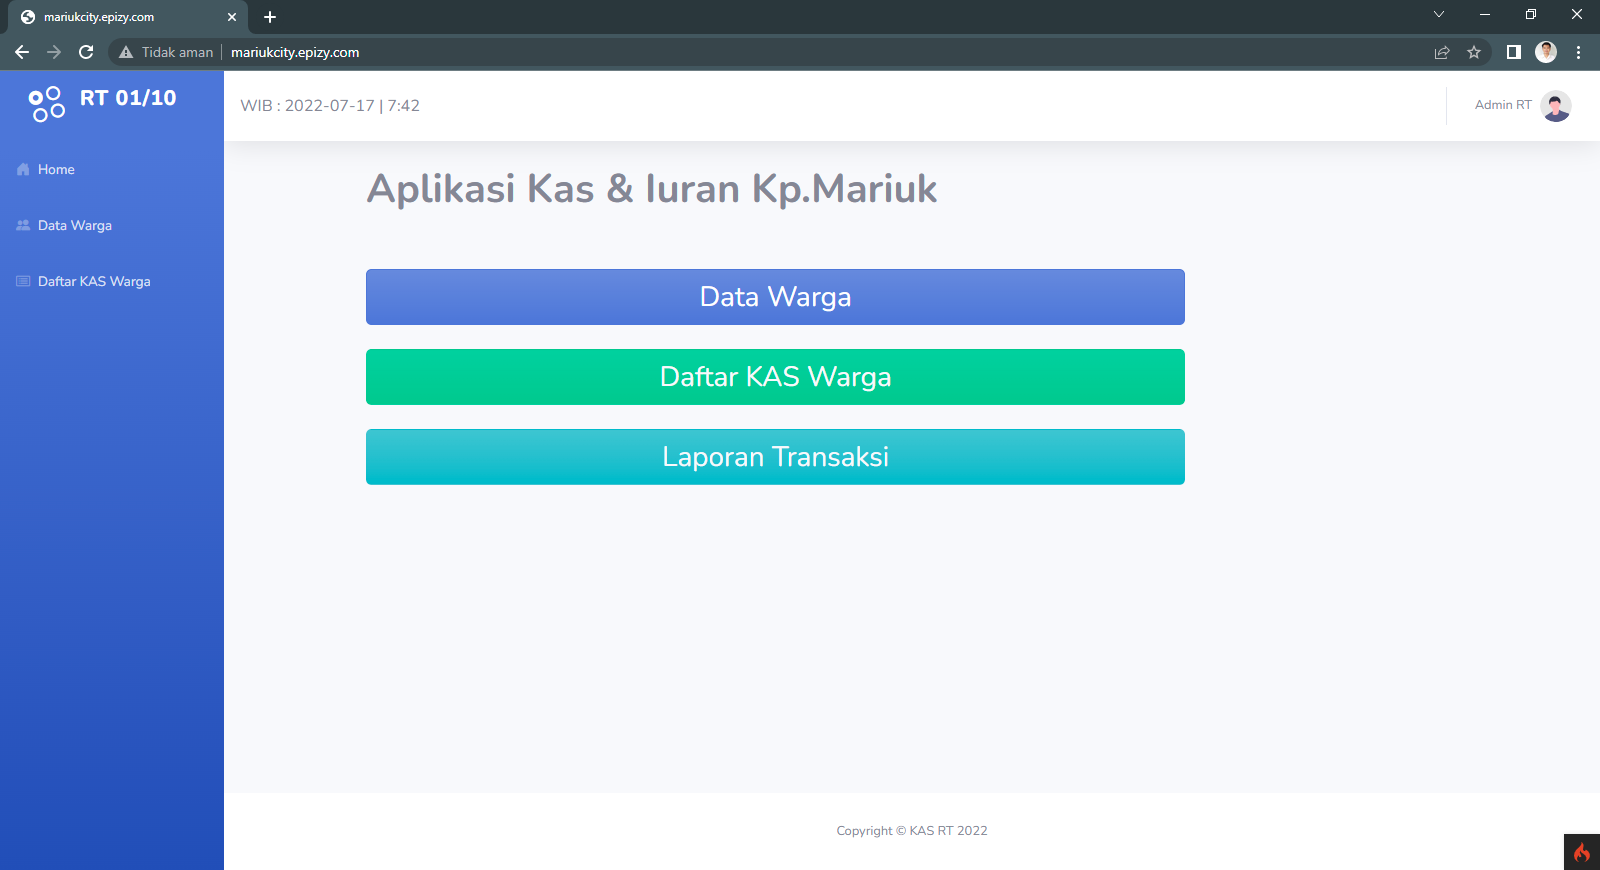 mariukcity.epizy.com
Tidak aman
mariukcity.epizy.com
RT 01/10
WIB : 2022-07-17 | 7:42
Admin RT
Home
Data Warga
Daftar KAS Warga
Aplikasi Kas & Iuran Kp.Mariuk
Data Warga
Daftar KAS Warga
Laporan Transaksi
Copyright © KAS RT 2022